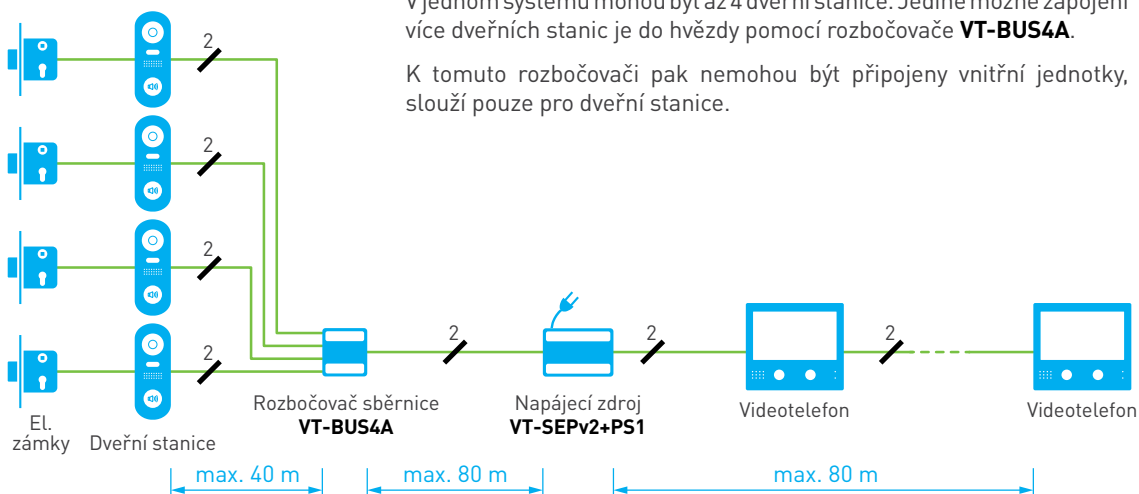 V jednom systému mohou být až 4 dveřní stanice. Jediné možné zapojení
více dveřních stanic je do hvězdy pomocí rozbočovače VT-BUS4A.
K tomuto rozbočovači pak nemohou být připojeny vnitřní jednotky,
slouží pouze pro dveřní stanice.
2
2
2
2
2
2
2
El.
zámky
Dveřní stanice
Rozbočovač sběrnice
VT-BUS4A
Napájecí zdroj
VT-SEPv2+PS1
Videotelefon
Videotelefon
max. 40 m
max. 80 m
max. 80 m